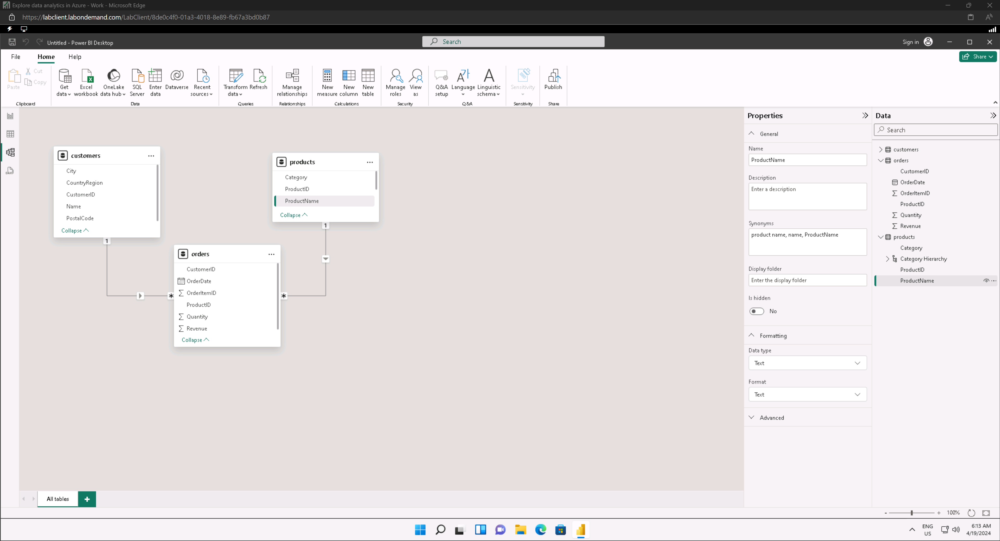 Explore data analytics in Azure - Work - Microsoft Edge
https://labclient.labondemand.com/LabClient/8de0c4f0-01a3-4018-8e89-fb67a3bd0b87
Untitled - Power BI Desktop
Search
Sign in
File
Home
Help
Share
Paste
Cut
Copy
Get data
Excel workbook
OneLake data hub
SQL Server
Enter data
Dataverse
Recent sources
Transform data
Refresh
Manage relationships
New measure
New column
New table
Manage roles
View as
Q&A setup
Language
Linguistic schema
Sensitivity
Publish
Clipboard
Data
Queries
Relationships
Calculations
Security
Q&A
Sensitivity
Share
customers
City
CountryRegion
CustomerID
Name
PostalCode
Collapse
1
products
Category
ProductID
ProductName
Collapse
1
orders
CustomerID
OrderDate
OrderItemID
ProductID
Quantity
Revenue
Collapse
*
*
DAX
Properties
General
Name
ProductName
Description
Enter a description
Synonyms
product name, name, ProductName
Display folder
Enter the display folder
Is hidden
No
Formatting
Data type
Text
Format
Text
Advanced
Data
Search
customers
orders
CustomerID
OrderDate
OrderItemID
ProductID
Quantity
Revenue
products
Category
Category Hierarchy
ProductID
ProductName
All tables
+
- + 100%
ENG
US
6:13 AM
4/19/2024